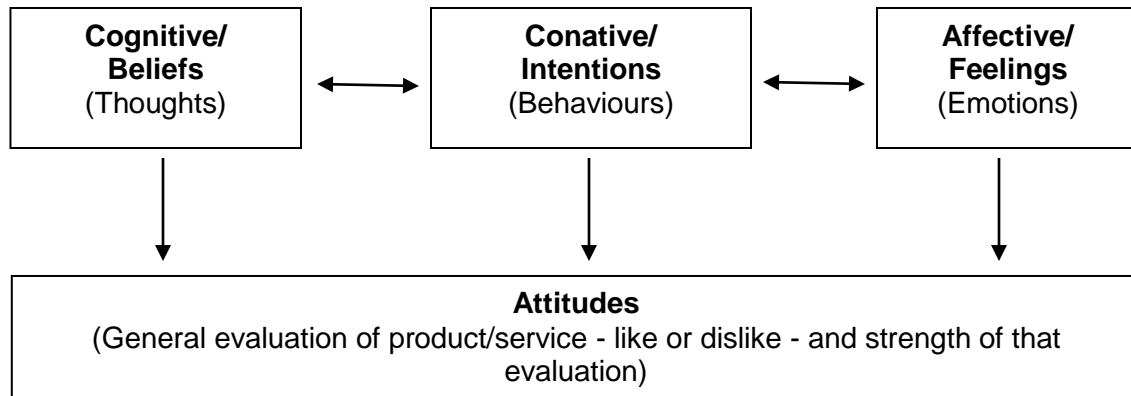 Cognitive/
Beliefs
(Thoughts)
Conative/
Intentions
(Behaviours)
Affective/
Feelings
(Emotions)
Attitudes
(General evaluation of product/service - like or dislike - and strength of that
evaluation)